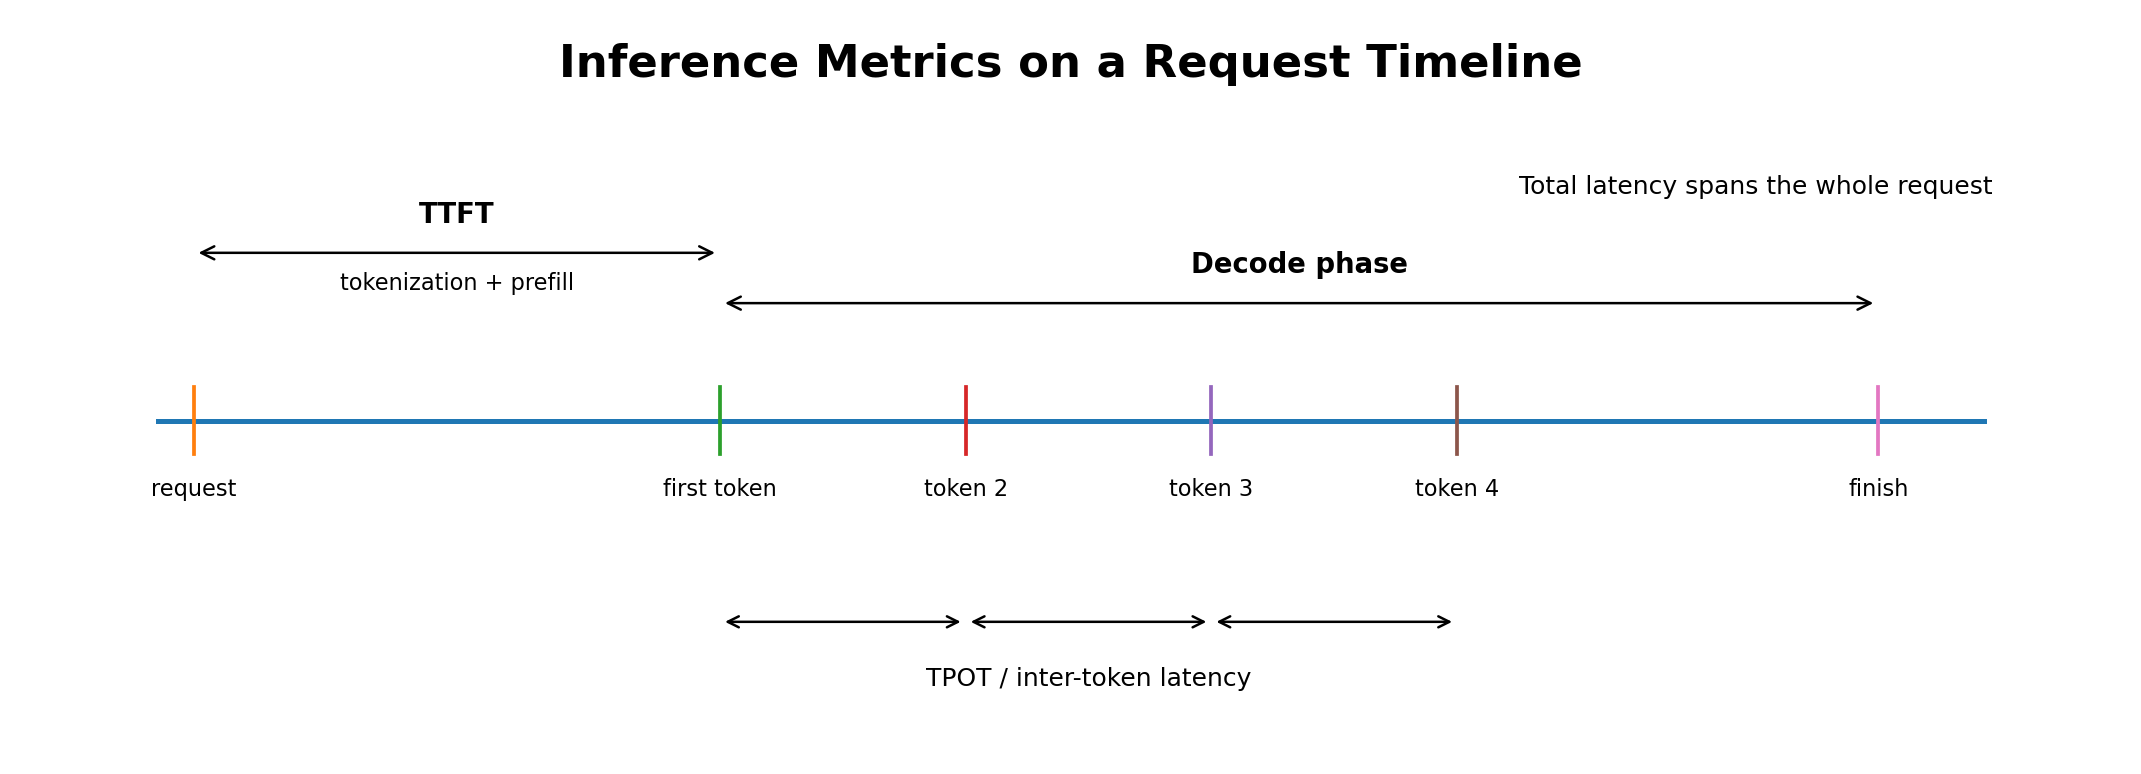 Inference Metrics on a Request Timeline
Total latency spans the whole request
TTFT
tokenization + prefill
Decode phase
request
first token
token 2
token 3
token 4
finish
TPOT / inter-token latency